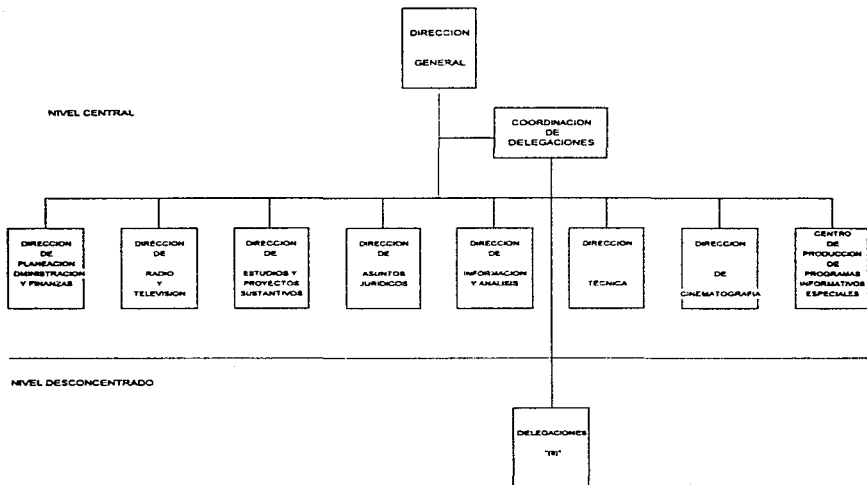 DIRECCION
GENERAL
NIVEL CENTRAL
COORDINACION
DE
DELEGACIONES
DIRECCION
DE
PLANEACION
DMINISTRACION
Y FINANZAS
DIRECCION
DE
RADIO
Y
TELEVISION
DIRECCION
DE
ESTUDIOS Y
PROYECTOS
SUSTANTIVOS
DIRECCION
DE
ASUNTOS
JURIDICOS
DIRECCION
DE
INFORMACION
Y ANALISIS
DIRECCION
TÉCNICA
DIRECCION
DE
CINEMATOGRAFIA
CENTRO
DE
PRODUCCION
DE
PROGRAMAS
INFORMATIVOS
ESPECIALES
NIVEL DESCONCENTRADO
DELEGACIONES